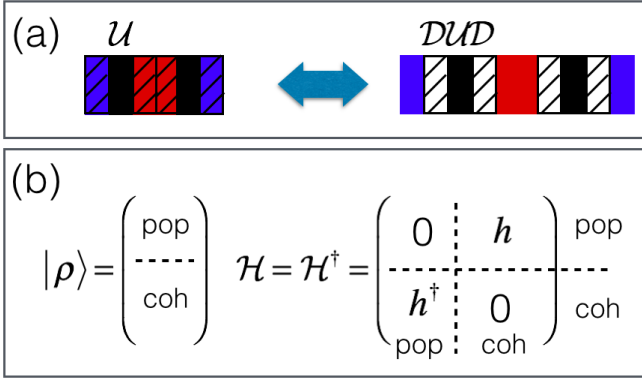 (a) 𝒰 𝒟𝒰𝒟
(b)
|ρ⟩ = ( pop / coh ) ℋ = ℋ† = ( 0 h / h† 0 ) pop coh
pop coh